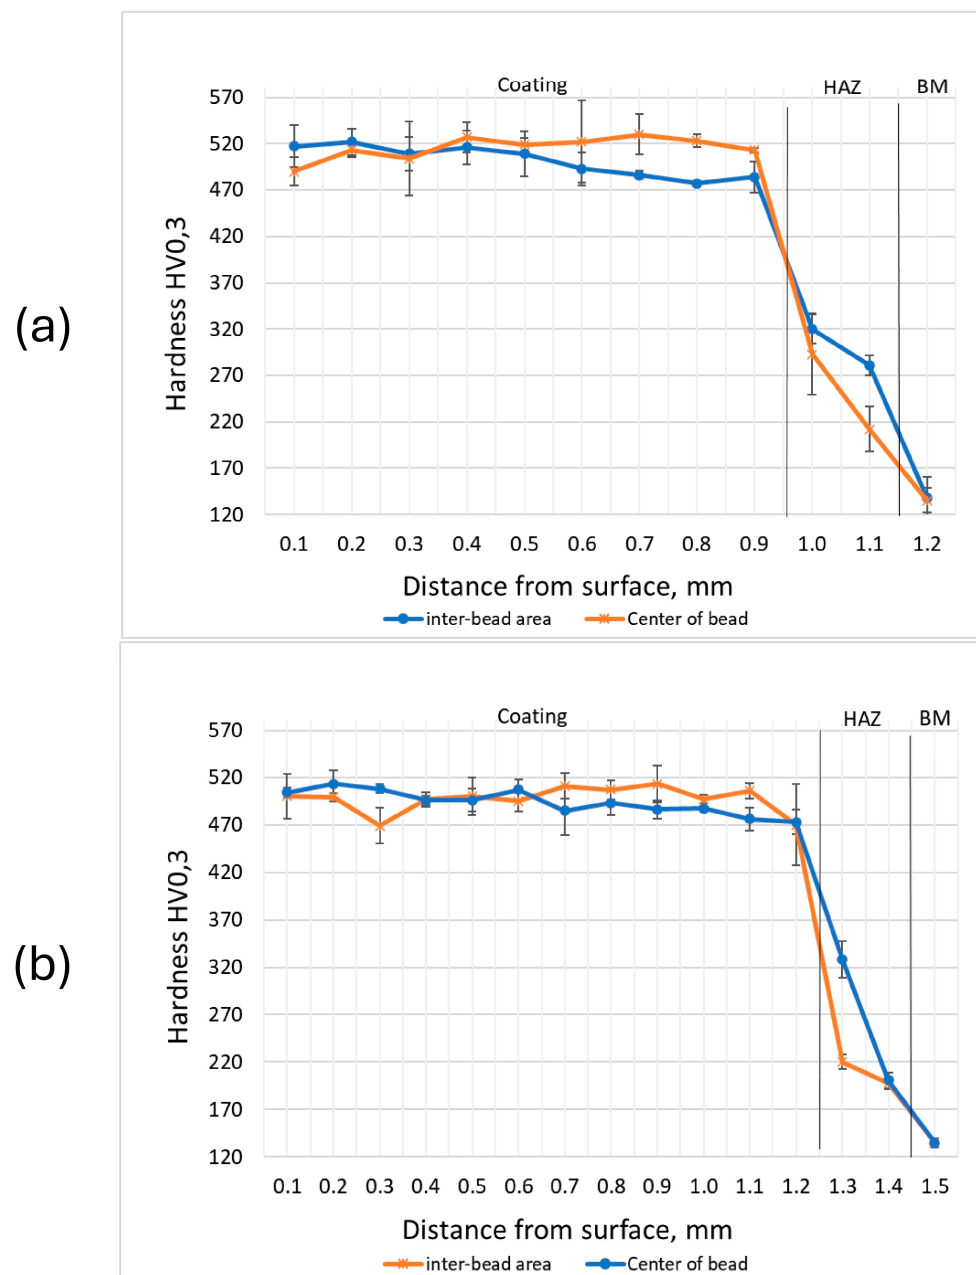 (a)
Coating HAZ BM
570
520
470
420
370
320
270
220
170
120
Hardness HV0,3
0.1 0.2 0.3 0.4 0.5 0.6 0.7 0.8 0.9 1.0 1.1 1.2
Distance from surface, mm
inter-bead area Center of bead
(b)
Coating HAZ BM
570
520
470
420
370
320
270
220
170
120
Hardness HV0,3
0.1 0.2 0.3 0.4 0.5 0.6 0.7 0.8 0.9 1.0 1.1 1.2 1.3 1.4 1.5
Distance from surface, mm
inter-bead area Center of bead